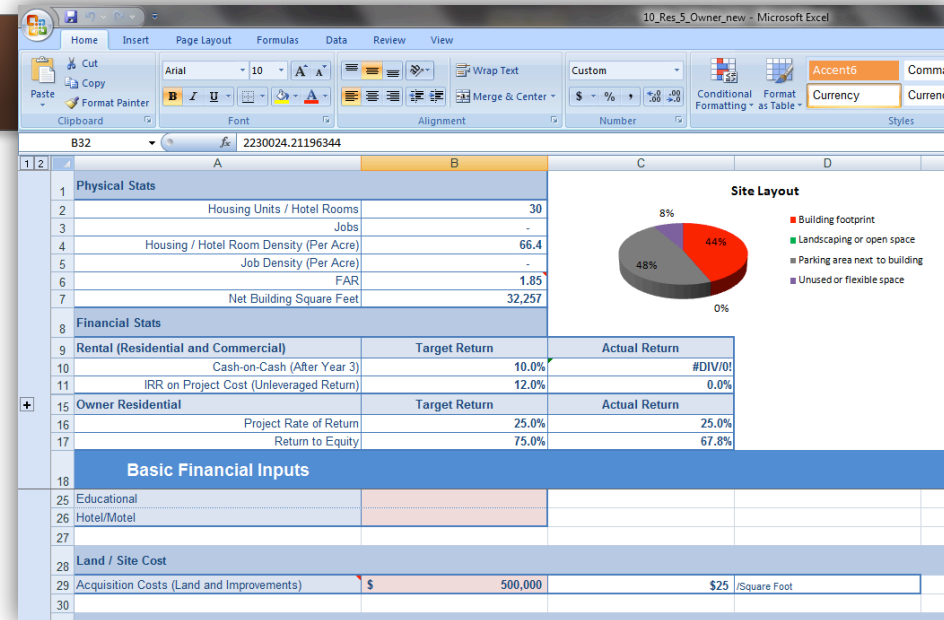 10_Res_5_Owner_new - Microsoft Excel
Home Insert Page Layout Formulas Data Review View
Cut
Copy
Format Painter
Paste
Clipboard
Arial 10
B I U
Font
Wrap Text
Merge & Center
Alignment
Custom
$ % ,
Number
Conditional Formatting
Format as Table
Accent6 Comma
Currency Curren
Styles
B32 fx 2230024.21196344
1 2 A B C D
1 Physical Stats
2 Housing Units / Hotel Rooms 30
3 Jobs -
4 Housing / Hotel Room Density (Per Acre) 66.4
5 Job Density (Per Acre) -
6 FAR 1.85
7 Net Building Square Feet 32,257
Site Layout
8%
44%
48%
0%
Building footprint
Landscaping or open space
Parking area next to building
Unused or flexible space
8 Financial Stats
9 Rental (Residential and Commercial) Target Return Actual Return
10 Cash-on-Cash (After Year 3) 10.0% #DIV/0!
11 IRR on Project Cost (Unleveraged Return) 12.0% 0.0%
15 Owner Residential Target Return Actual Return
16 Project Rate of Return 25.0% 25.0%
17 Return to Equity 75.0% 67.8%
18 Basic Financial Inputs
25 Educational
26 Hotel/Motel
27
28 Land / Site Cost
29 Acquisition Costs (Land and Improvements) $ 500,000 $25 /Square Foot
30